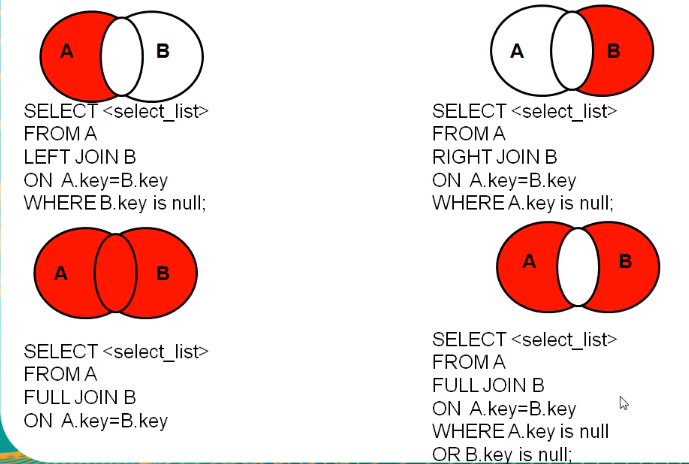 A B
SELECT <select_list>
FROM A
LEFT JOIN B
ON A.key=B.key
WHERE B.key is null;
A B
SELECT <select_list>
FROM A
RIGHT JOIN B
ON A.key=B.key
WHERE A.key is null;
A B
SELECT <select_list>
FROM A
FULL JOIN B
ON A.key=B.key
A B
SELECT <select_list>
FROM A
FULL JOIN B
ON A.key=B.key
WHERE A.key is null
OR B.key is null;